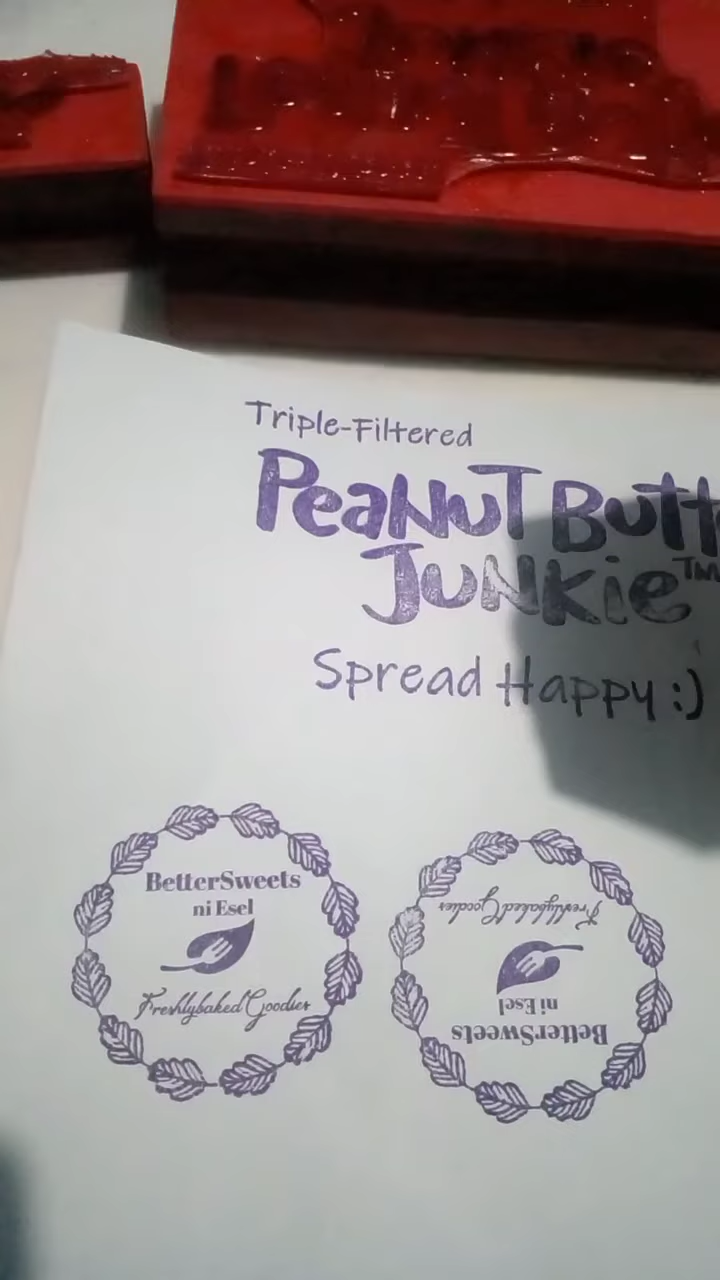 Triple-Filtered
PeaNuT Butt
JuNKie™
Spread Happy :)
BetterSweets
ni Esel
Freshlybaked Goodies
Freshlybaked Goodies
ni Esel
BetterSweets